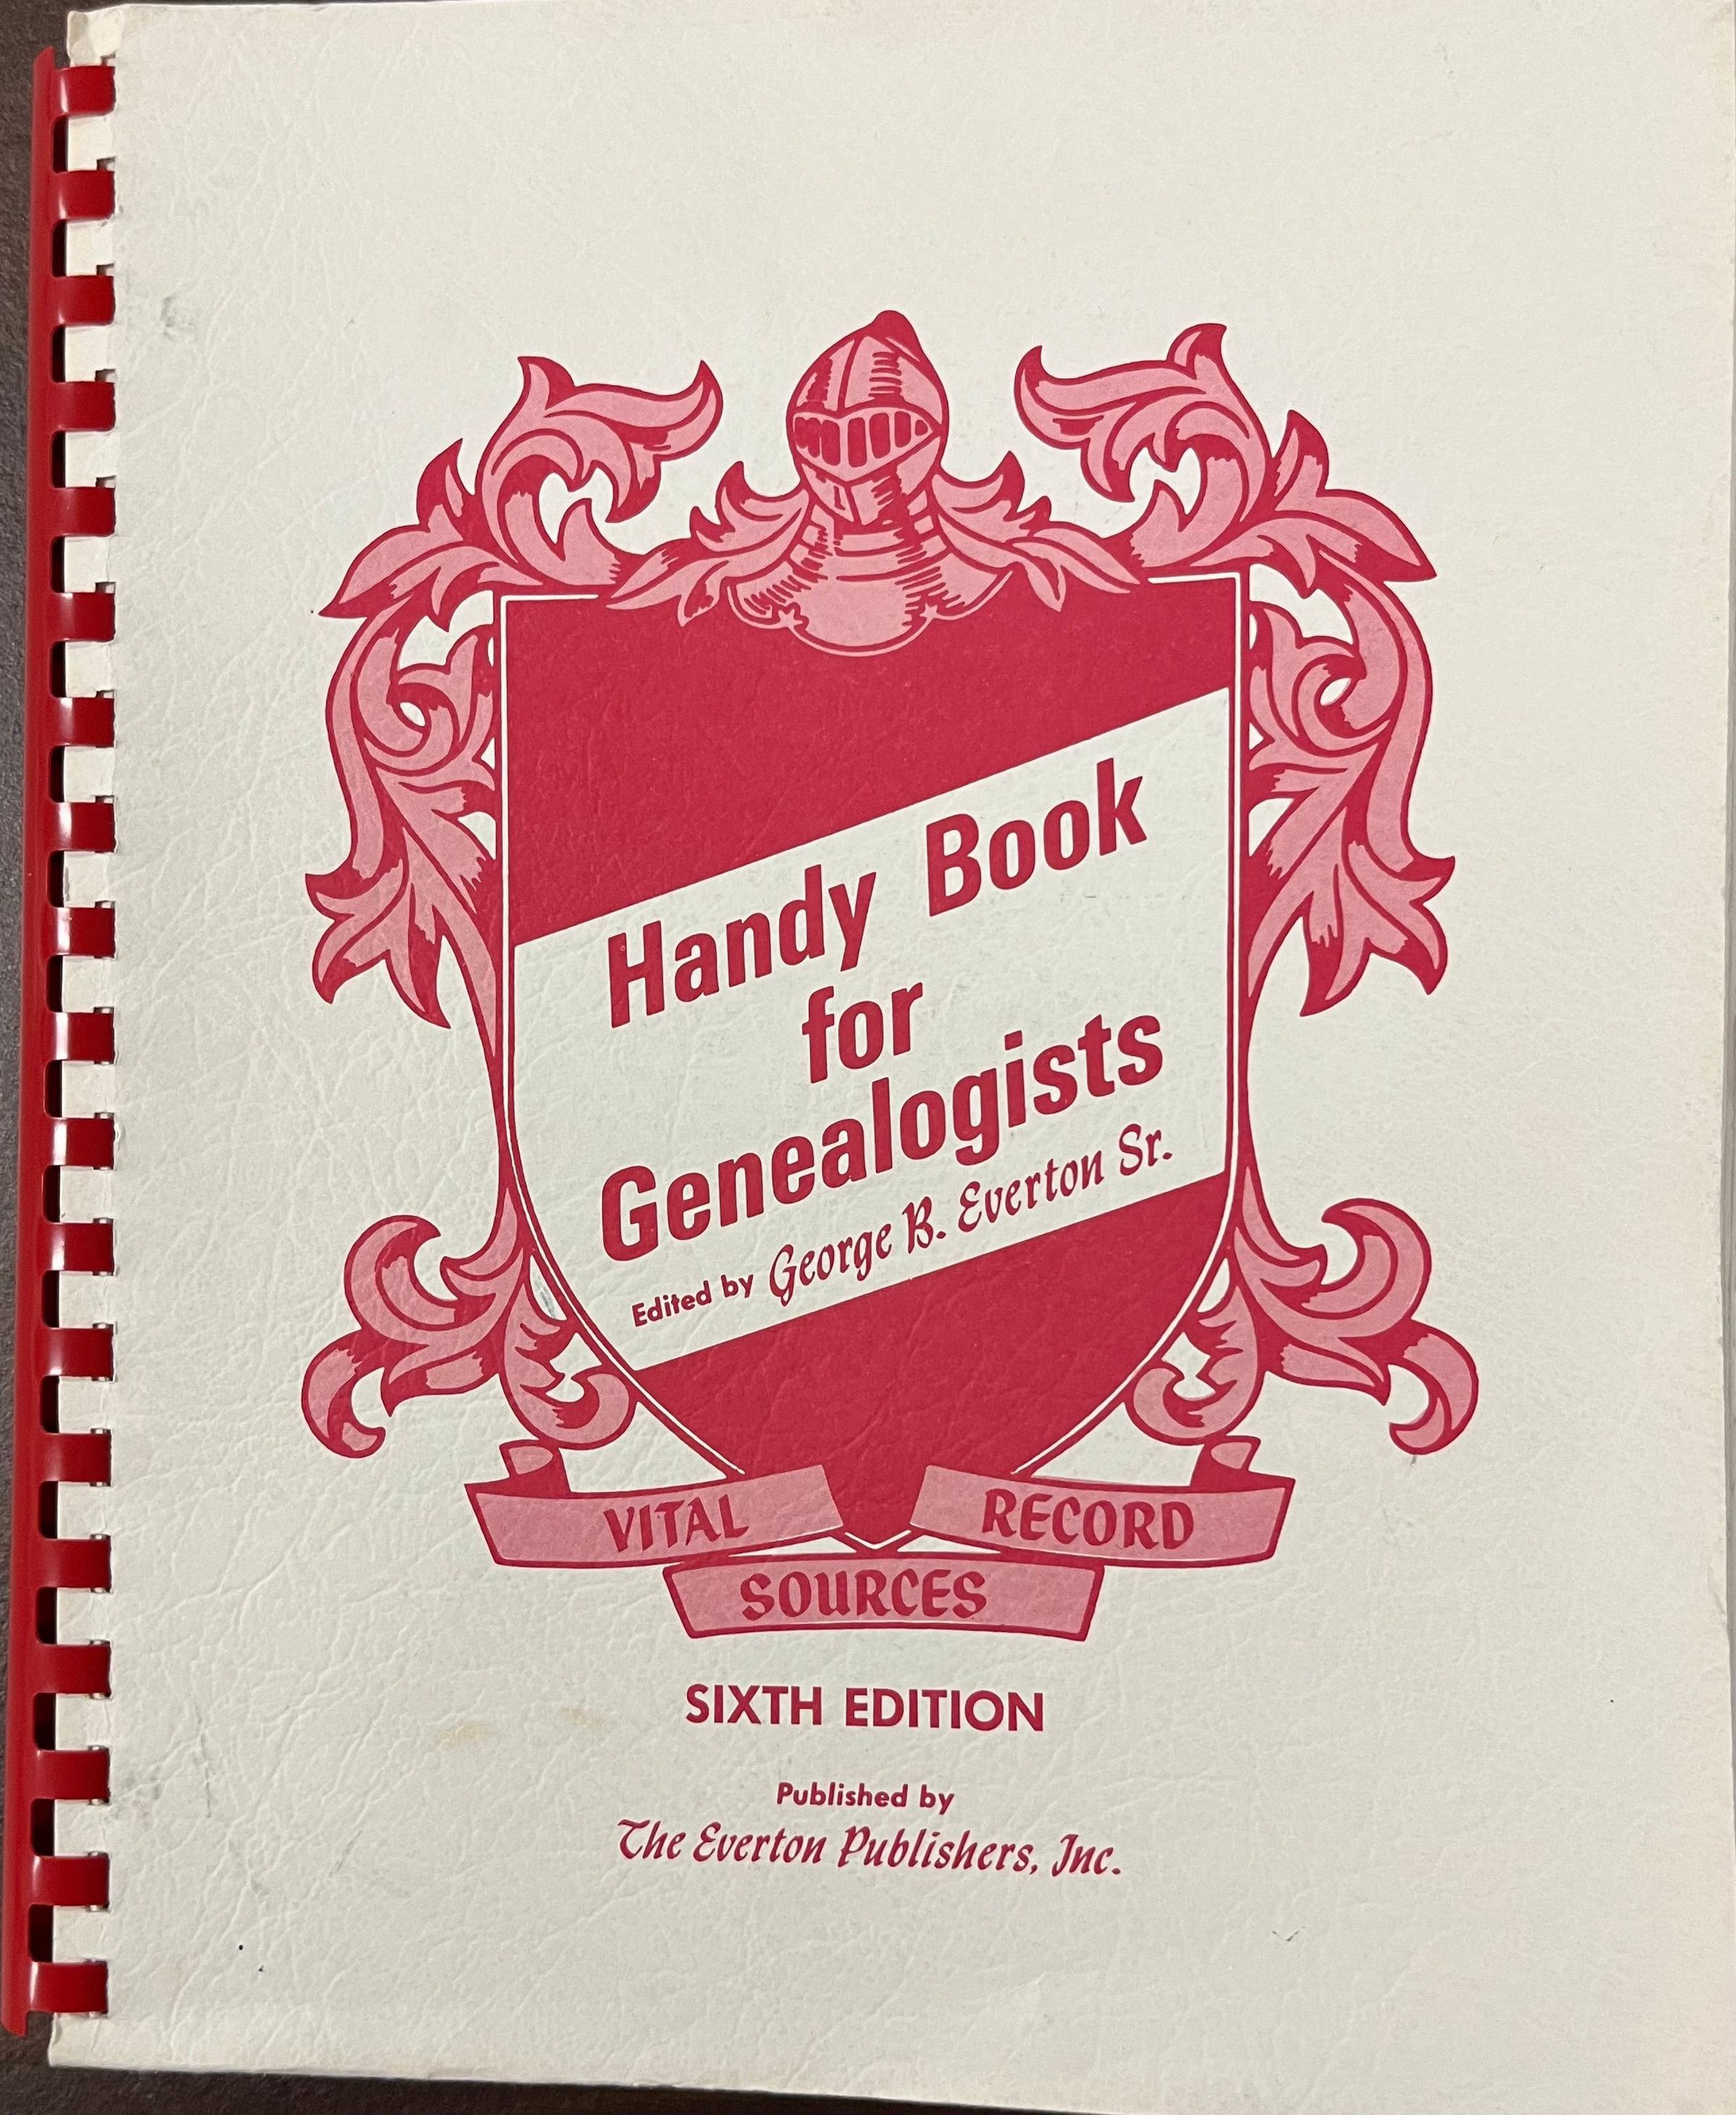 Handy Book
for
Genealogists
Edited by George B. Everton Sr.
VITAL RECORD
SOURCES
SIXTH EDITION
Published by
The Everton Publishers, Inc.